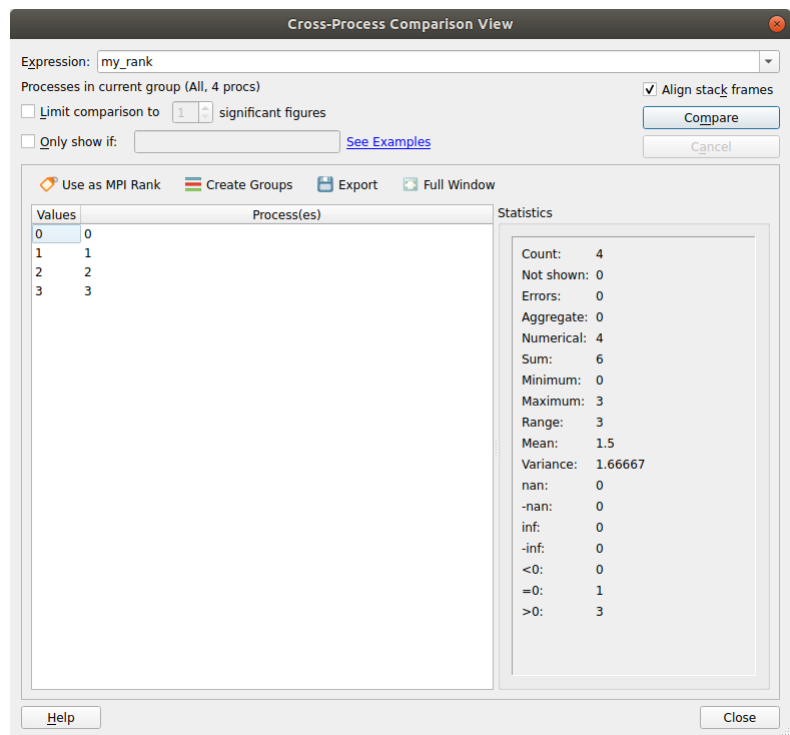 Cross-Process Comparison View
Expression: my_rank
Processes in current group (All, 4 procs)
Align stack frames
Limit comparison to 1 significant figures
Compare
Only show if: See Examples
Cancel
Use as MPI Rank Create Groups Export Full Window
Values Process(es)
0 0
1 1
2 2
3 3
Statistics
Count: 4
Not shown: 0
Errors: 0
Aggregate: 0
Numerical: 4
Sum: 6
Minimum: 0
Maximum: 3
Range: 3
Mean: 1.5
Variance: 1.66667
nan: 0
-nan: 0
inf: 0
-inf: 0
<0: 0
=0: 1
>0: 3
Help
Close